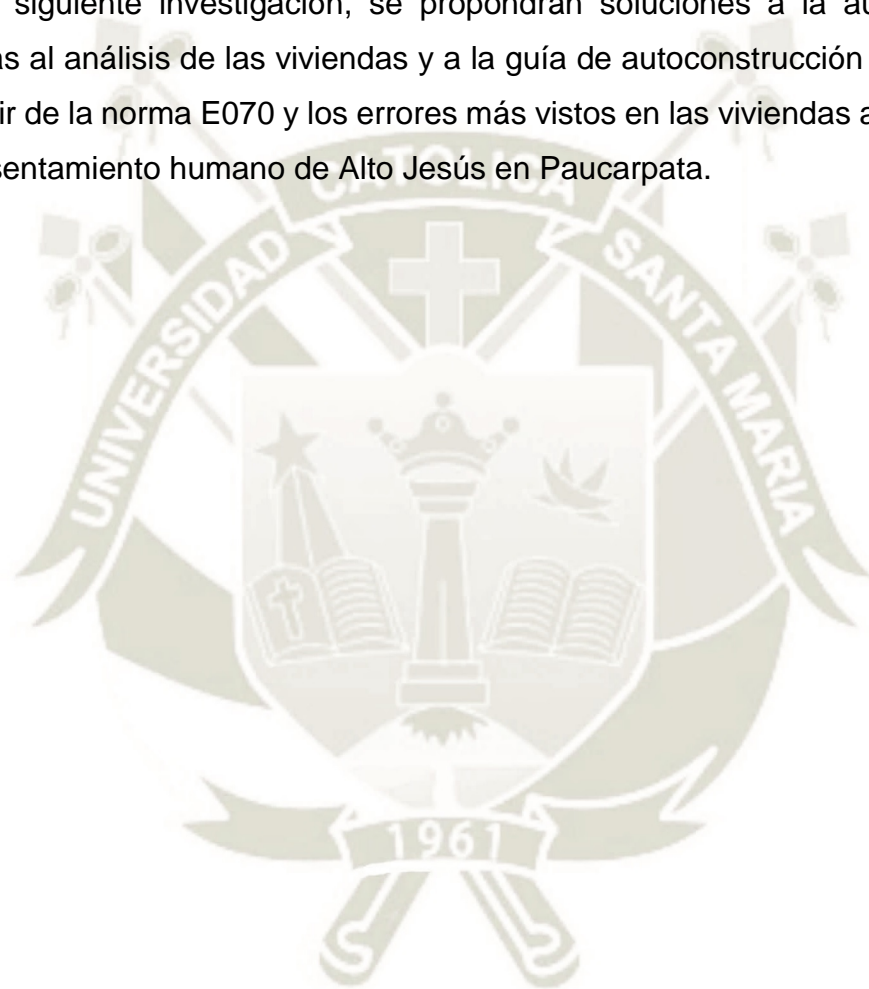 siguiente investigación, se propondrán soluciones a la
as al análisis de las viviendas y a la guía de autoconstrucción
ir de la norma E070 y los errores más vistos en las viviendas a
sentamiento humano de Alto Jesús en Paucarpata.
UNIVERSIDAD CATOLICA SANTA MARIA
1961